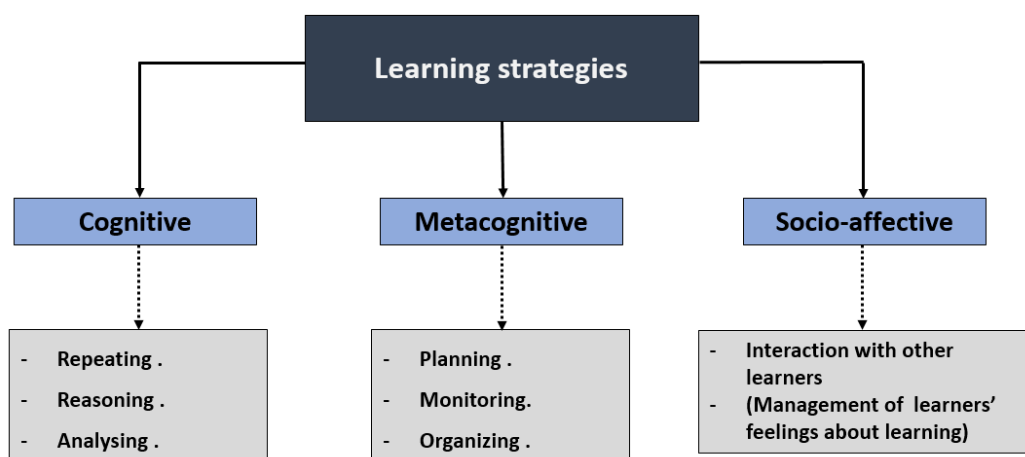 Learning strategies
Cognitive
Metacognitive
Socio-affective
- Repeating .
- Reasoning .
- Analysing .
- Planning .
- Monitoring.
- Organizing .
- Interaction with other
learners
- (Management of learners’
feelings about learning)